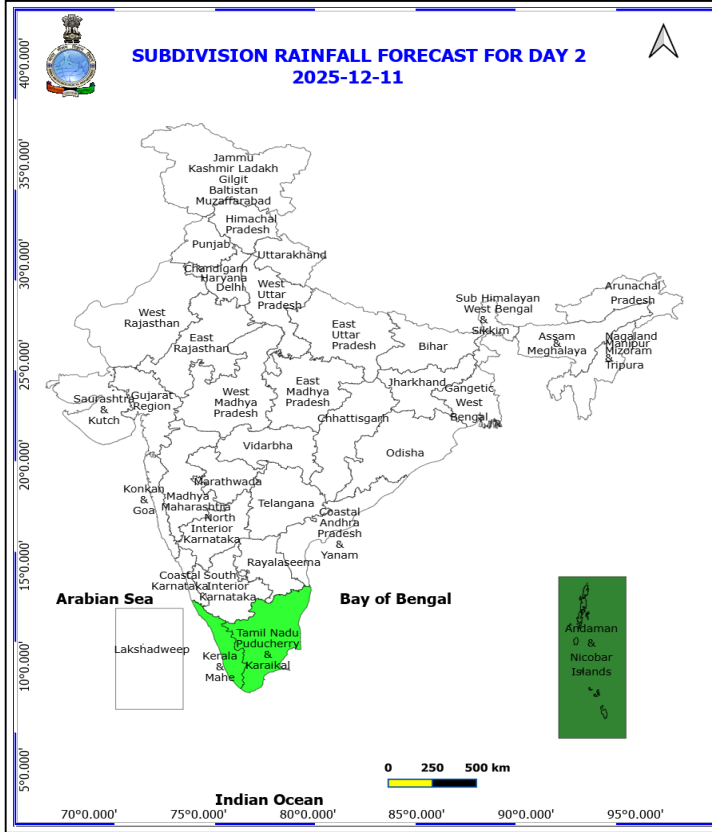 SUBDIVISION RAINFALL FORECAST FOR DAY 2
2025-12-11
40°0.000'
35°0.000'
30°0.000'
25°0.000'
20°0.000'
15°0.000'
10°0.000'
5°0.000'
Jammu
Kashmir Ladakh
Gilgit
Baltistan
Muzaffarabad
Himachal
Pradesh
Punjab
Uttarakhand
Chandigarh
Haryana
Delhi
West
Uttar
Pradesh
West
Rajasthan
East
Rajasthan
East
Uttar
Pradesh
Bihar
Sub Himalayan
West Bengal
&
Sikkim
Arunachal
Pradesh
Assam
&
Meghalaya
Nagaland
Manipur
Mizoram
&
Tripura
Saurashtra
&
Kutch
Gujarat
Region
West
Madhya
Pradesh
East
Madhya
Pradesh
Jharkhand
Gangetic
West
Bengal
Chhattisgarh
Odisha
Vidarbha
Konkan
&
Goa
Madhya
Maharashtra
Marathwada
Telangana
North
Interior
Karnataka
Coastal
Andhra
Pradesh
&
Yanam
Rayalaseema
Coastal
Karnataka
South
Interior
Karnataka
Arabian Sea
Bay of Bengal
Lakshadweep
Kerala
&
Mahe
Tamil Nadu
Puducherry
&
Karaikal
Andaman
&
Nicobar
Islands
0 250 500 km
Indian Ocean
70°0.000' 75°0.000' 80°0.000' 85°0.000' 90°0.000' 95°0.000'